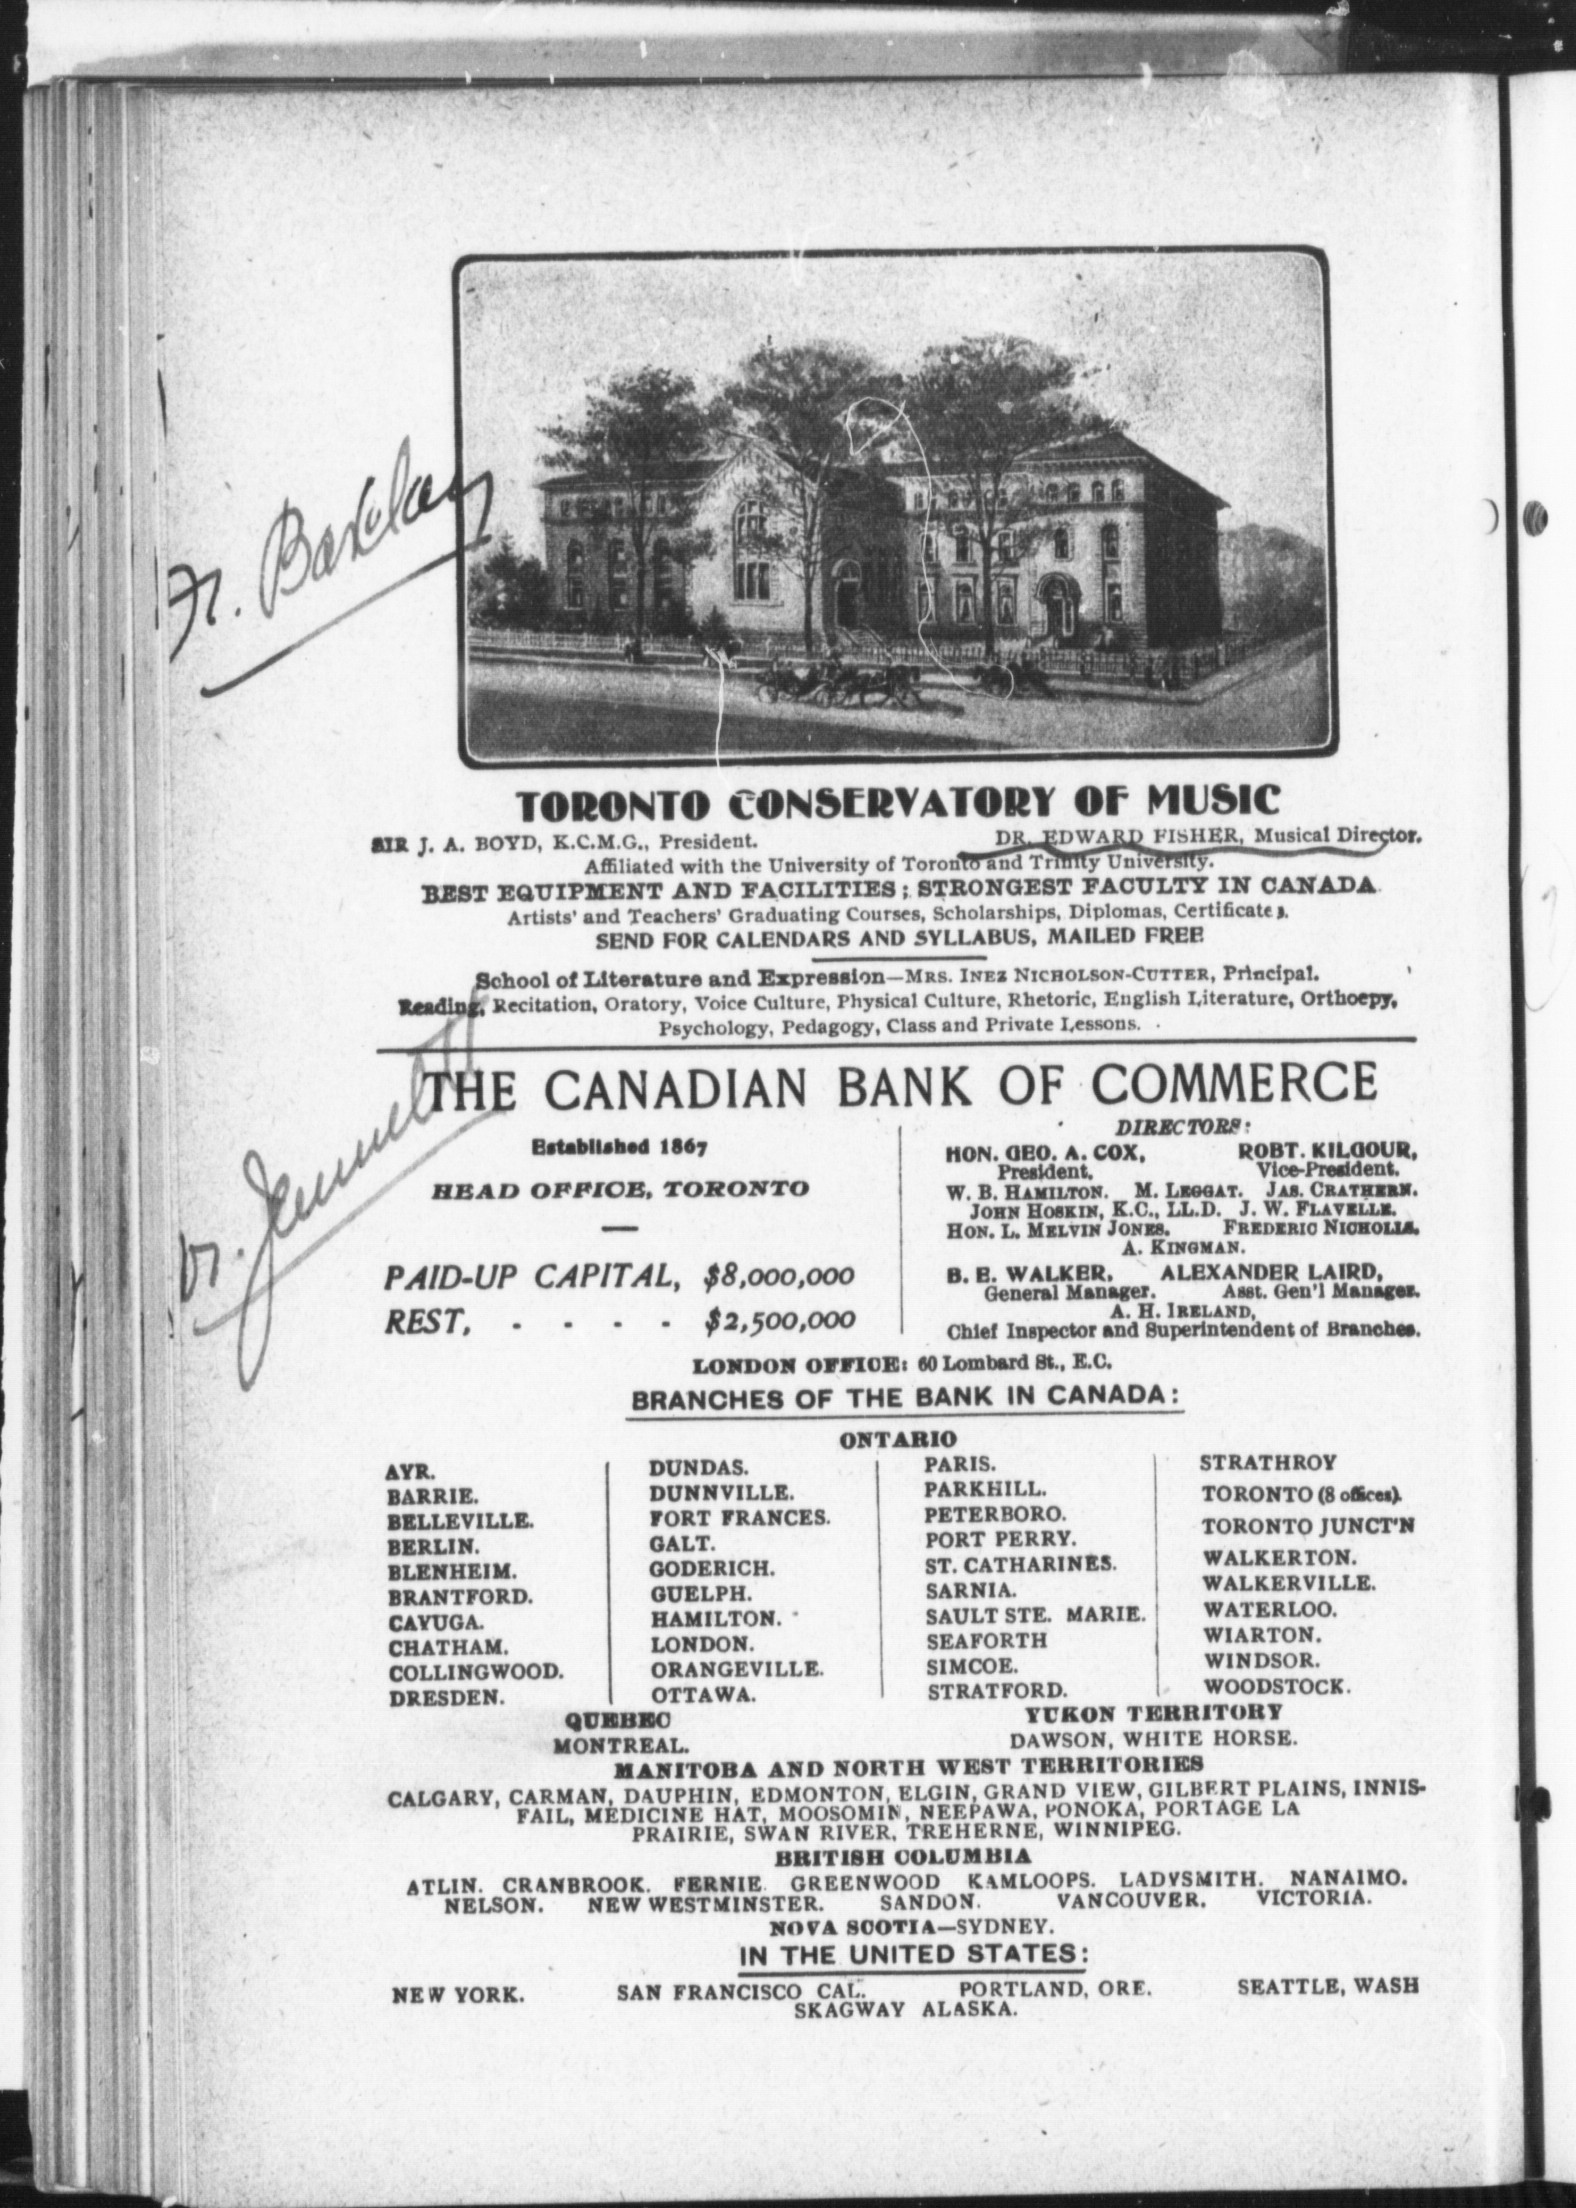 TORONTO CONSERVATORY OF MUSIC
SIR J. A. BOYD, K.C.M.G., President. DR. EDWARD FISHER, Musical Director.
Affiliated with the University of Toronto and Trinity University.
BEST EQUIPMENT AND FACILITIES; STRONGEST FACULTY IN CANADA.
Artists' and Teachers' Graduating Courses, Scholarships, Diplomas, Certificates.
SEND FOR CALENDARS AND SYLLABUS, MAILED FREE
School of Literature and Expression—MRS. INEZ NICHOLSON-CUTTER, Principal.
Reading, Recitation, Oratory, Voice Culture, Physical Culture, Rhetoric, English Literature, Orthoepy,
Psychology, Pedagogy, Class and Private Lessons.
THE CANADIAN BANK OF COMMERCE
Established 1867
HEAD OFFICE, TORONTO
PAID-UP CAPITAL, $8,000,000
REST, - - - - $2,500,000
DIRECTORS:
HON. GEO. A. COX, ROBT. KILGOUR,
President. Vice-President.
W. B. HAMILTON. M. LEGGAT. JAS. CRATHERN.
JOHN HOSKIN, K.C., LL.D. J. W. FLAVELLE.
HON. L. MELVIN JONES. FREDERIC NICHOLLS.
A. KINGMAN.
B. E. WALKER, ALEXANDER LAIRD,
General Manager. Asst. Gen'l Manager.
A. H. IRELAND,
Chief Inspector and Superintendent of Branches.
LONDON OFFICE: 60 Lombard St., E.C.
BRANCHES OF THE BANK IN CANADA:
ONTARIO
AYR.
BARRIE.
BELLEVILLE.
BERLIN.
BLENHEIM.
BRANTFORD.
CAYUGA.
CHATHAM.
COLLINGWOOD.
DRESDEN.
DUNDAS.
DUNNVILLE.
FORT FRANCES.
GALT.
GODERICH.
GUELPH.
HAMILTON.
LONDON.
ORANGEVILLE.
OTTAWA.
PARIS.
PARKHILL.
PETERBORO.
PORT PERRY.
ST. CATHARINES.
SARNIA.
SAULT STE. MARIE.
SEAFORTH
SIMCOE.
STRATFORD.
STRATHROY
TORONTO (8 offices).
TORONTO JUNCT'N
WALKERTON.
WALKERVILLE.
WATERLOO.
WIARTON.
WINDSOR.
WOODSTOCK.
QUEBEC
MONTREAL.
YUKON TERRITORY
DAWSON, WHITE HORSE.
MANITOBA AND NORTH WEST TERRITORIES
CALGARY, CARMAN, DAUPHIN, EDMONTON, ELGIN, GRAND VIEW, GILBERT PLAINS, INNIS-
FAIL, MEDICINE HAT, MOOSOMIN, NEEPAWA, PONOKA, PORTAGE LA
PRAIRIE, SWAN RIVER, TREHERNE, WINNIPEG.
BRITISH COLUMBIA
ATLIN. CRANBROOK. FERNIE. GREENWOOD KAMLOOPS. LADYSMITH. NANAIMO.
NELSON. NEW WESTMINSTER. SANDON. VANCOUVER. VICTORIA.
NOVA SCOTIA—SYDNEY.
IN THE UNITED STATES:
NEW YORK. SAN FRANCISCO CAL. PORTLAND, ORE. SEATTLE, WASH
SKAGWAY ALASKA.